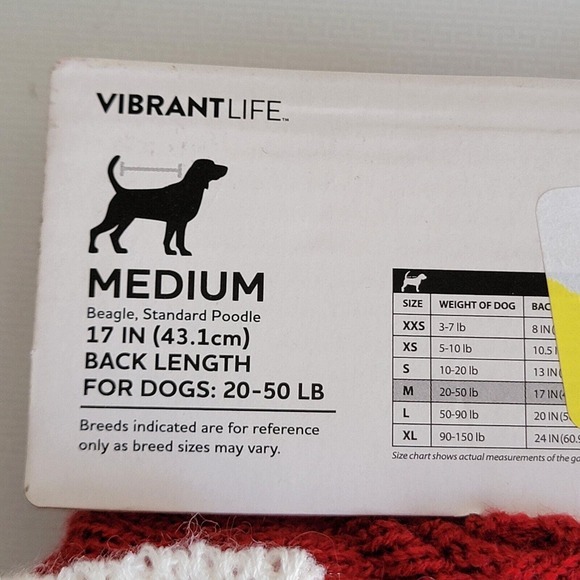 VIBRANTLIFE™
MEDIUM
Beagle, Standard Poodle
17 IN (43.1cm)
BACK LENGTH
FOR DOGS: 20-50 LB
Breeds indicated are for reference
only as breed sizes may vary.
SIZE WEIGHT OF DOG
XXS 3-7 lb 8 IN
XS 5-10 lb 10.5
S 10-20 lb 13 IN
M 20-50 lb 17 IN
L 50-90 lb 20 IN
XL 90-150 lb 24 IN (60.9
Size chart shows actual measurements of the